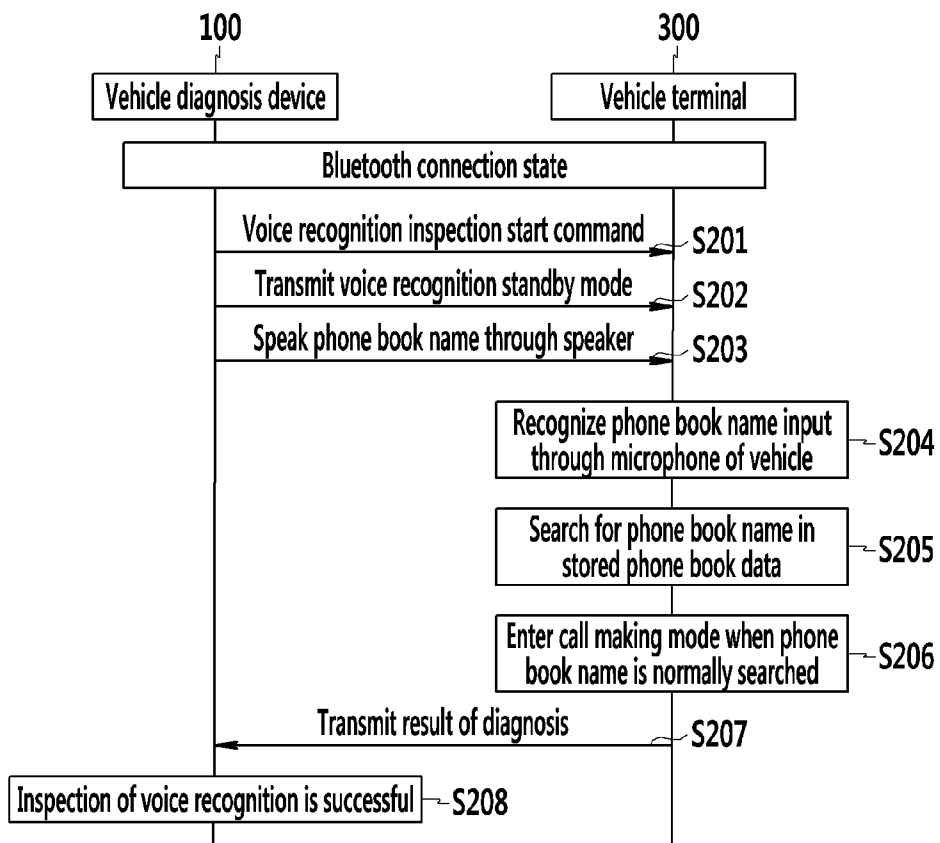 100
300
Vehicle diagnosis device
Vehicle terminal
Bluetooth connection state
Voice recognition inspection start command
S201
Transmit voice recognition standby mode
S202
Speak phone book name through speaker
S203
Recognize phone book name input
through microphone of vehicle
S204
Search for phone book name in
stored phone book data
S205
Enter call making mode when phone
book name is normally searched
S206
Transmit result of diagnosis
S207
Inspection of voice recognition is successful
S208